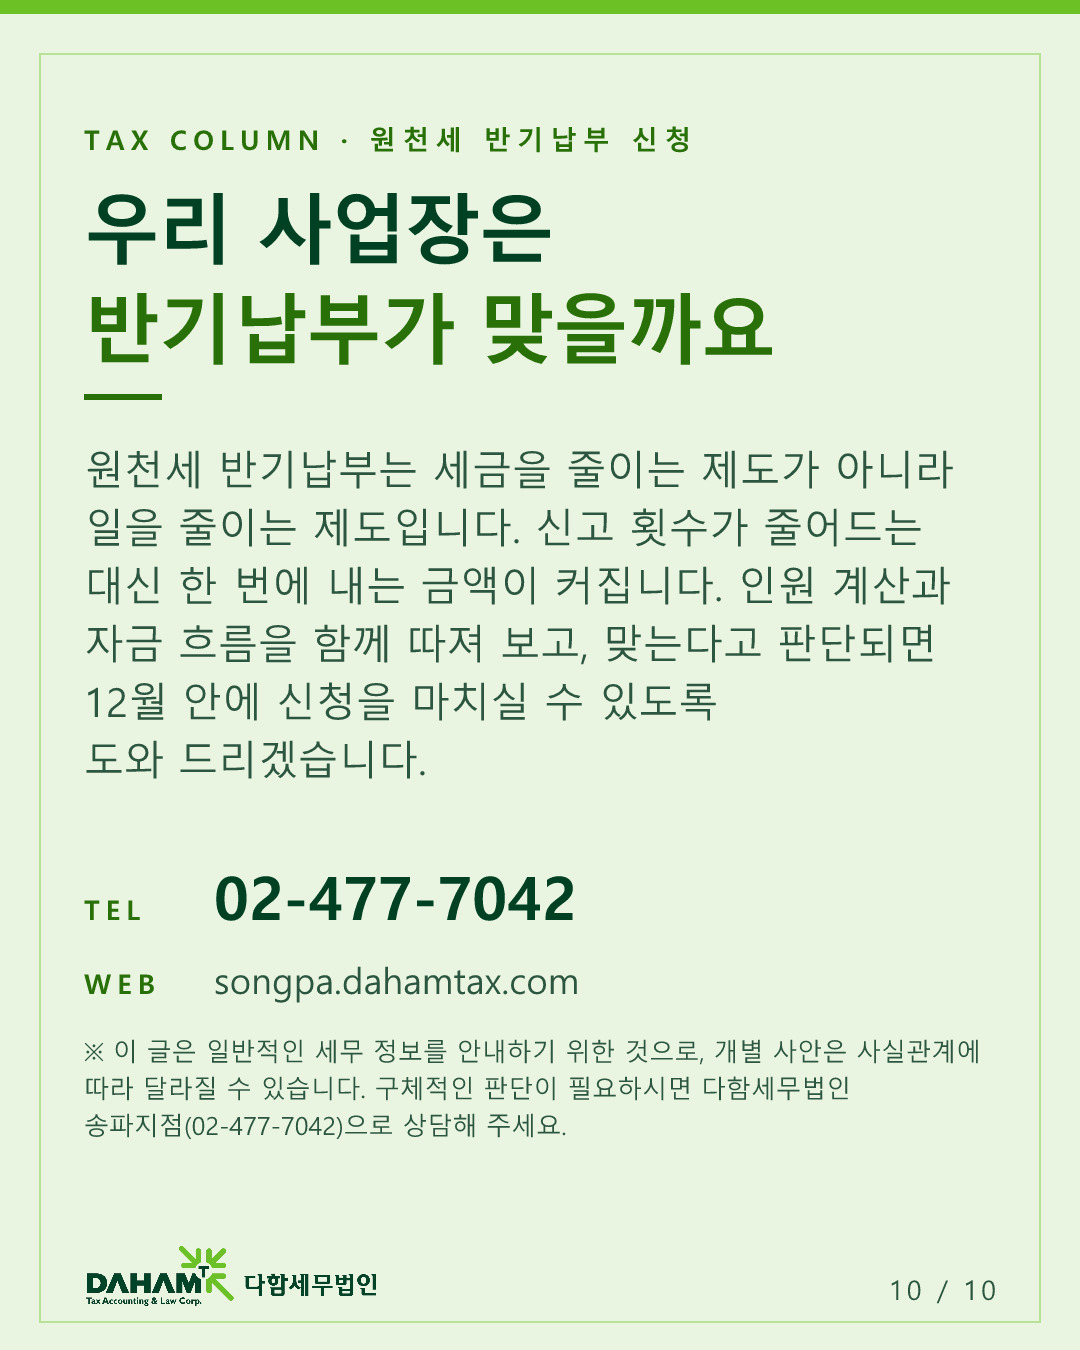 TAX COLUMN · 원천세 반기납부 신청
우리 사업장은
반기납부가 맞을까요
원천세 반기납부는 세금을 줄이는 제도가 아니라
일을 줄이는 제도입니다. 신고 횟수가 줄어드는
대신 한 번에 내는 금액이 커집니다. 인원 계산과
자금 흐름을 함께 따져 보고, 맞는다고 판단되면
12월 안에 신청을 마치실 수 있도록
도와 드리겠습니다.
TEL 02-477-7042
WEB songpa.dahamtax.com
※ 이 글은 일반적인 세무 정보를 안내하기 위한 것으로, 개별 사안은 사실관계에
따라 달라질 수 있습니다. 구체적인 판단이 필요하시면 다함세무법인
송파지점(02-477-7042)으로 상담해 주세요.
DAHAM T 다함세무법인
Tax Accounting & Law Corp.
10 / 10